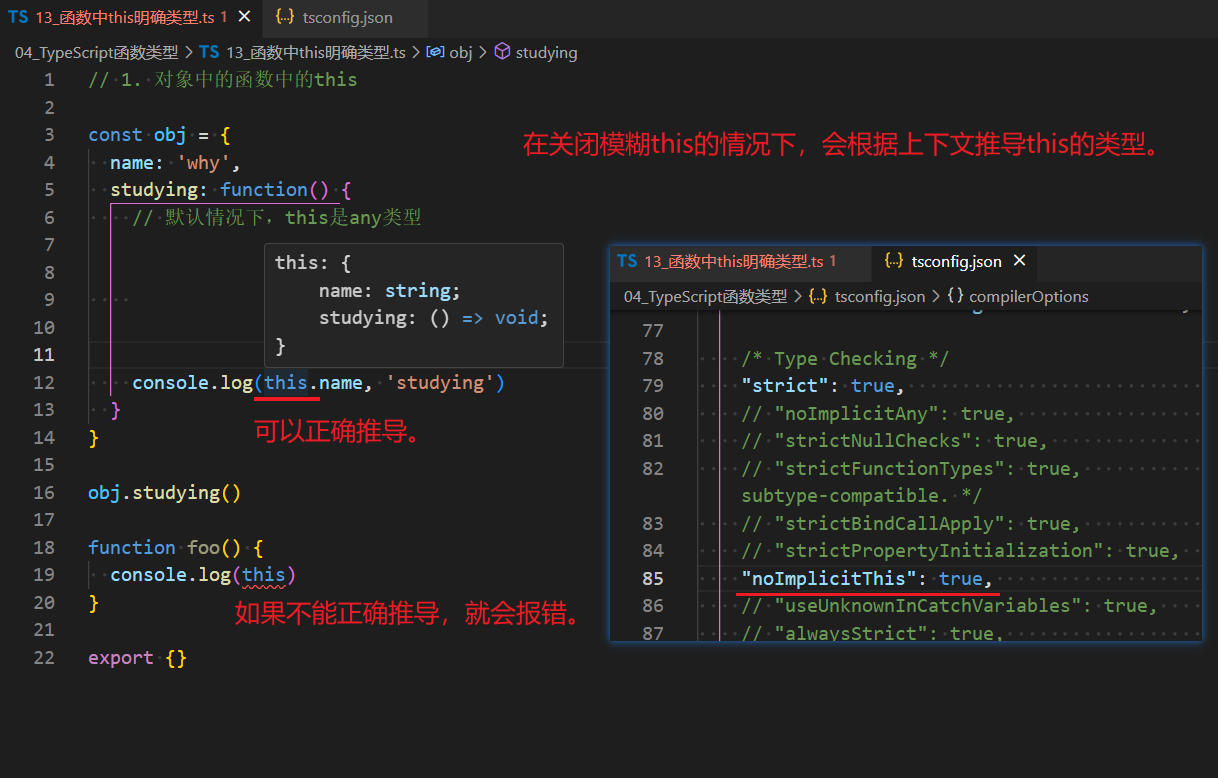 TS 13_函数中this明确类型.ts 1 × {..} tsconfig.json
04_TypeScript函数类型 > TS 13_函数中this明确类型.ts > obj > studying
1 // 1. 对象中的函数中的this
2
3 const obj = {
在关闭模糊this的情况下，会根据上下文推导this的类型。
4 name: 'why',
5 studying: function() {
6 // 默认情况下，this是any类型
7
8
9
10
11
this: {
name: string;
studying: () => void;
}
12 console.log(this.name, 'studying')
13 }
可以正确推导。
14 }
15
16 obj.studying()
17
18 function foo() {
19 console.log(this)
20 }
如果不能正确推导，就会报错。
21
22 export {}
TS 13_函数中this明确类型.ts 1 {..} tsconfig.json ×
04_TypeScript函数类型 > {..} tsconfig.json > {} compilerOptions
77
78 /* Type Checking */
79 "strict": true,
80 // "noImplicitAny": true,
81 // "strictNullChecks": true,
82 // "strictFunctionTypes": true,
subtype-compatible. */
83 // "strictBindCallApply": true,
84 // "strictPropertyInitialization": true,
85 "noImplicitThis": true,
86 // "useUnknownInCatchVariables": true,
87 // "alwaysStrict": true,